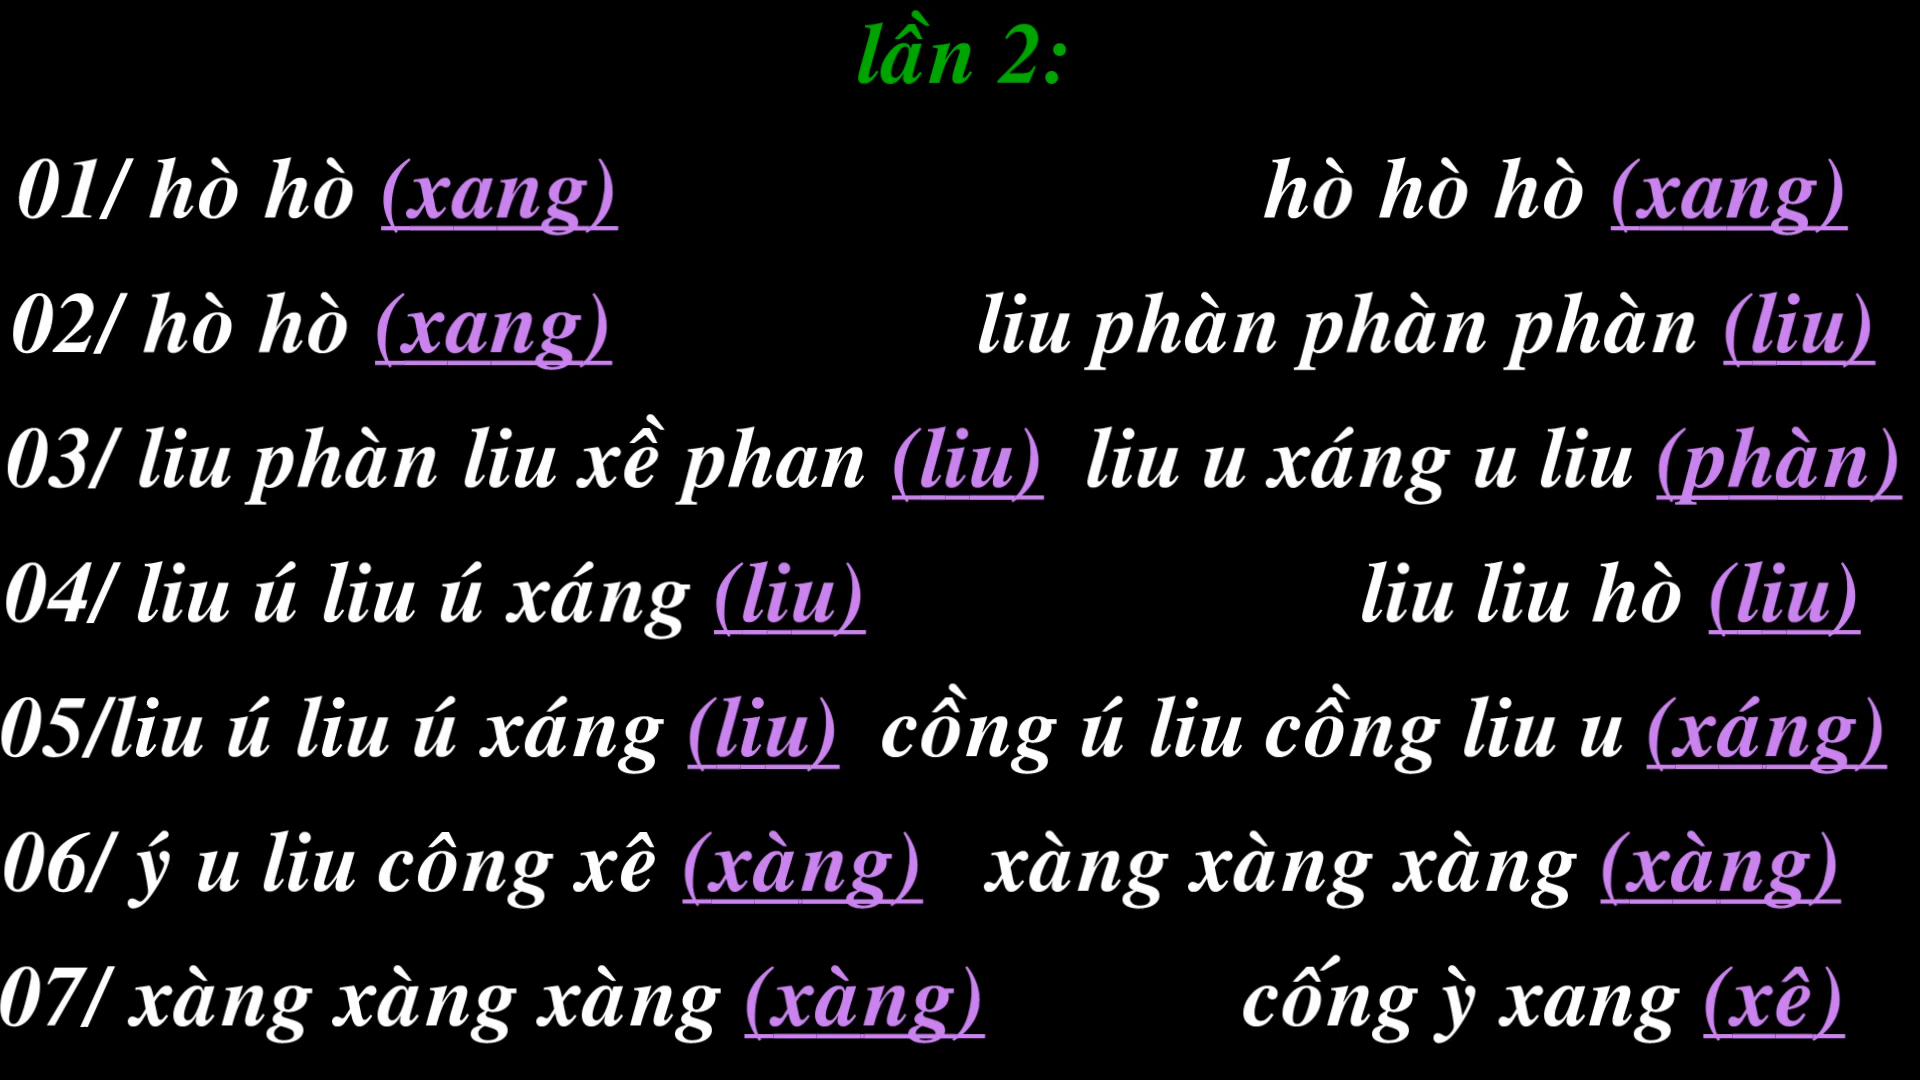 lần 2:
01/ hò hò (xang) hò hò hò (xang)
02/ hò hò (xang) liu phàn phàn phàn (liu)
03/ liu phàn liu xề phan (liu) liu u xáng u liu (phàn)
04/ liu ú liu ú xáng (liu) liu liu hò (liu)
05/liu ú liu ú xáng (liu) cồng ú liu cồng liu u (xáng)
06/ ý u liu công xê (xàng) xàng xàng xàng (xàng)
07/ xàng xàng xàng (xàng) cống ỳ xang (xê)